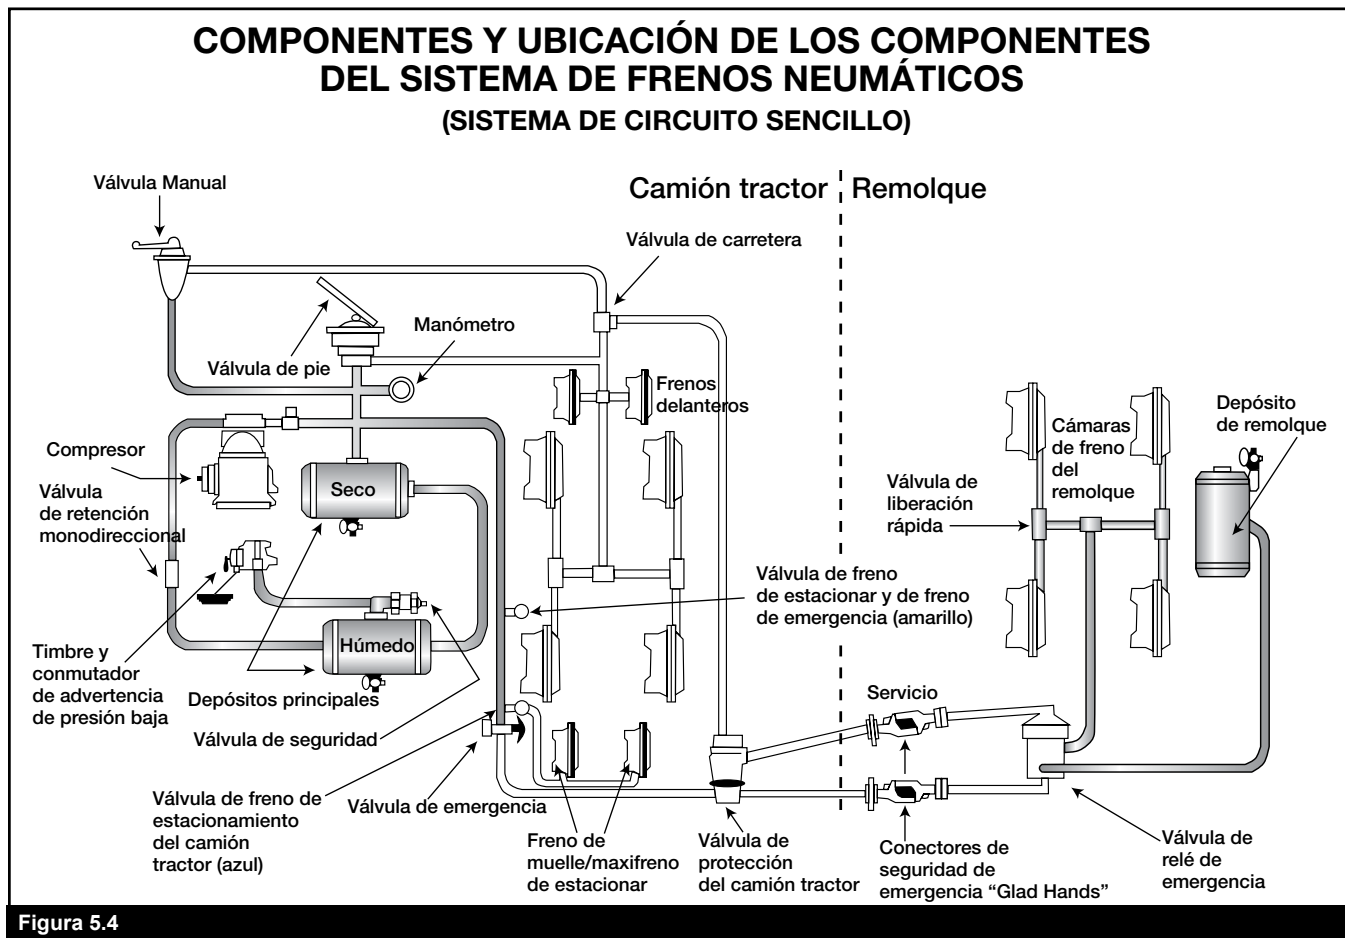 COMPONENTES Y UBICACIÓN DE LOS COMPONENTES
DEL SISTEMA DE FRENOS NEUMÁTICOS
(SISTEMA DE CIRCUITO SENCILLO)
Válvula Manual
Camión tractor
Remolque
Válvula de carretera
Manómetro
Válvula de pie
Frenos
delanteros
Compresor
Válvula
de retención
monodireccional
Seco
Cámaras
de freno
del
remolque
Depósito
de remolque
Válvula de
liberación
rápida
Válvula de freno
de estacionar y de freno
de emergencia (amarillo)
Húmedo
Timbre y
conmutador
de advertencia
de presión baja
Depósitos principales
Válvula de seguridad
Servicio
Válvula de freno de
estacionamiento
del camión
tractor (azul)
Válvula de emergencia
Freno de
muelle/maxifreno
de estacionar
Válvula de
protección
del camión tractor
Conectores de
seguridad de
emergencia “Glad Hands”
Válvula de
relé de
emergencia
Figura 5.4